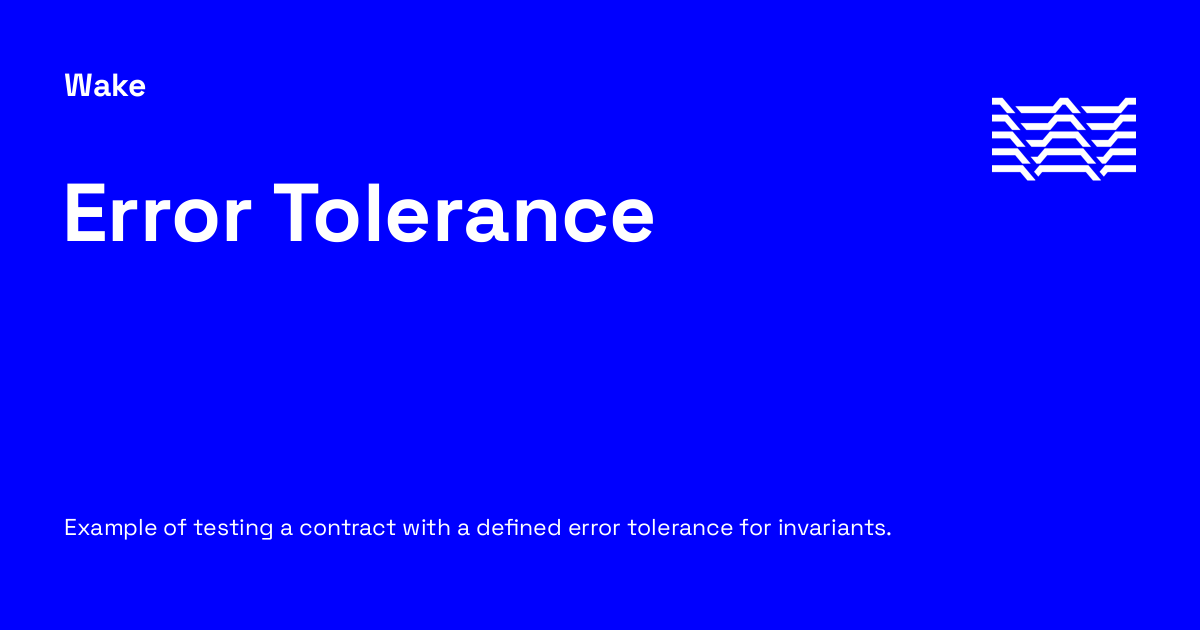 Wake
Error Tolerance
Example of testing a contract with a defined error tolerance for invariants.